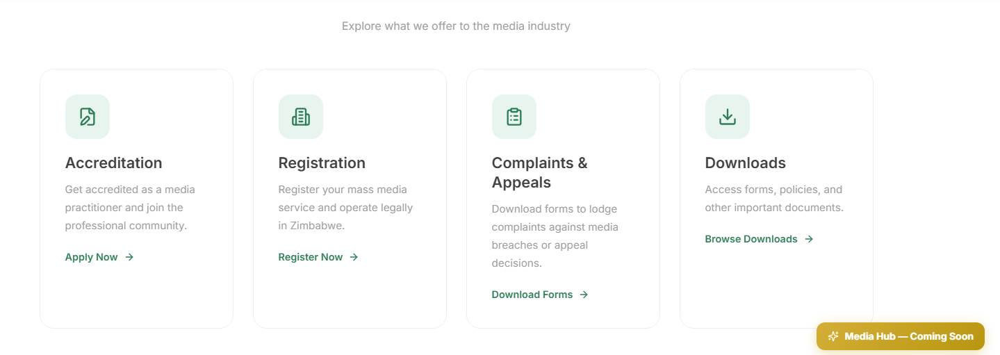 Explore what we offer to the media industry
Accreditation
Get accredited as a media
practitioner and join the
professional community.
Apply Now
Registration
Register your mass media
service and operate legally
in Zimbabwe.
Register Now
Complaints &
Appeals
Download forms to lodge
complaints against media
breaches or appeal
decisions.
Download Forms
Downloads
Access forms, policies, and
other important documents.
Browse Downloads
Media Hub — Coming Soon